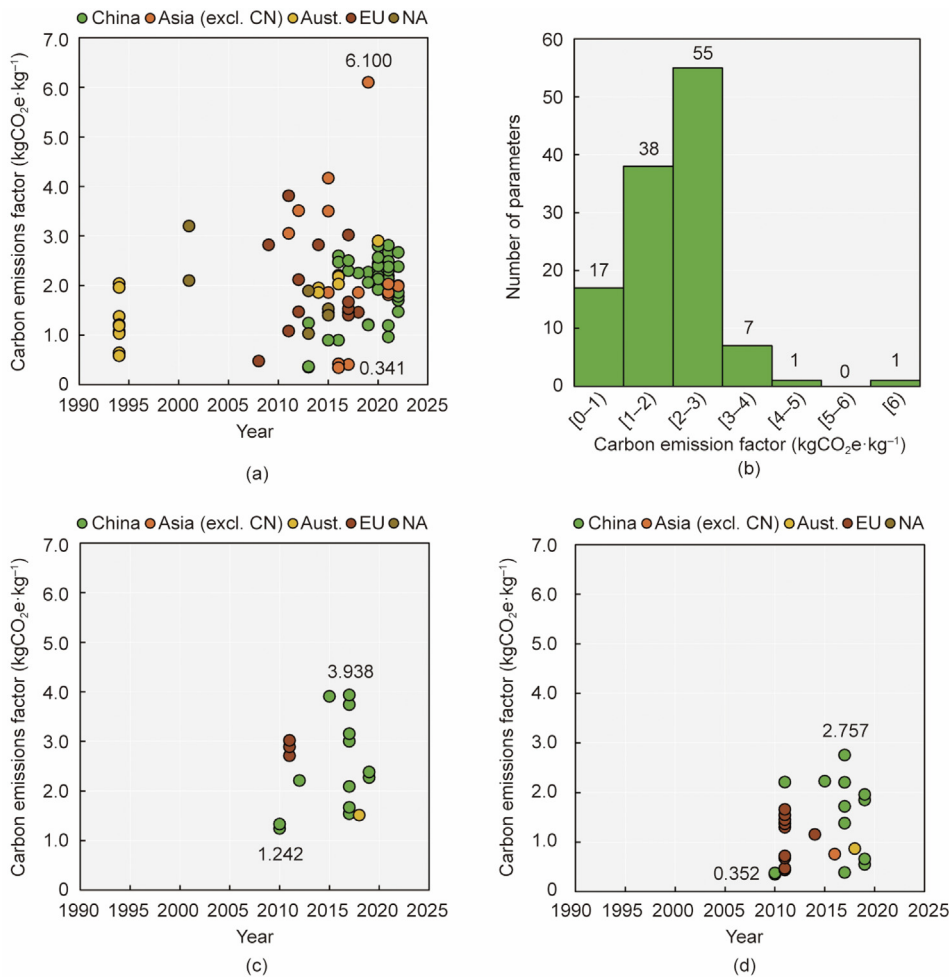 China Asia (excl. CN) Aust. EU NA
Carbon emissions factor (kgCO₂e·kg⁻¹)
7.0
6.0
5.0
4.0
3.0
2.0
1.0
0
6.100
0.341
1990 1995 2000 2005 2010 2015 2020 2025
Year
(a)
Number of parameters
60
50
40
30
20
10
0
17
38
55
7
1
0
1
[0–1)
[1–2)
[2–3)
[3–4)
[4–5)
[5–6)
[6)
Carbon emission factor (kgCO₂e·kg⁻¹)
(b)
China Asia (excl. CN) Aust. EU NA
Carbon emissions factor (kgCO₂e·kg⁻¹)
7.0
6.0
5.0
4.0
3.0
2.0
1.0
0
3.938
1.242
1990 1995 2000 2005 2010 2015 2020 2025
Year
(c)
China Asia (excl. CN) Aust. EU NA
Carbon emissions factor (kgCO₂e·kg⁻¹)
7.0
6.0
5.0
4.0
3.0
2.0
1.0
0
2.757
0.352
1990 1995 2000 2005 2010 2015 2020 2025
Year
(d)